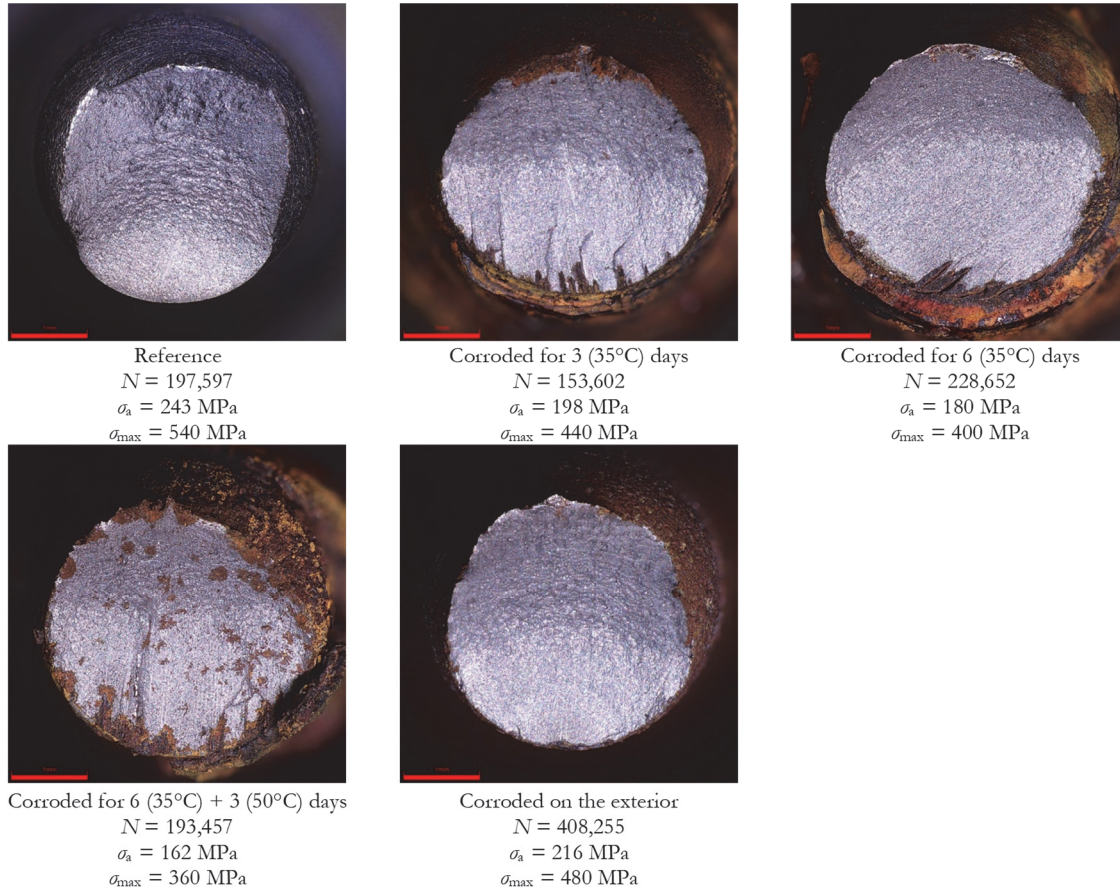 Reference
N = 197,597
σa = 243 MPa
σmax = 540 MPa
Corroded for 3 (35°C) days
N = 153,602
σa = 198 MPa
σmax = 440 MPa
Corroded for 6 (35°C) days
N = 228,652
σa = 180 MPa
σmax = 400 MPa
Corroded for 6 (35°C) + 3 (50°C) days
N = 193,457
σa = 162 MPa
σmax = 360 MPa
Corroded on the exterior
N = 408,255
σa = 216 MPa
σmax = 480 MPa